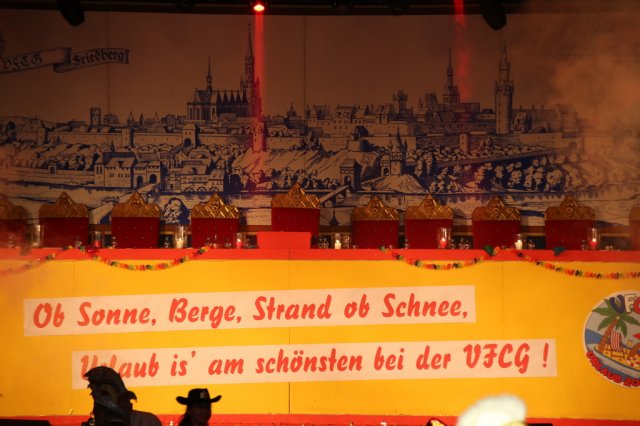 VFCG Friedberg
Ob Sonne, Berge, Strand ob Schnee,
Urlaub is' am schönsten bei der VFCG !